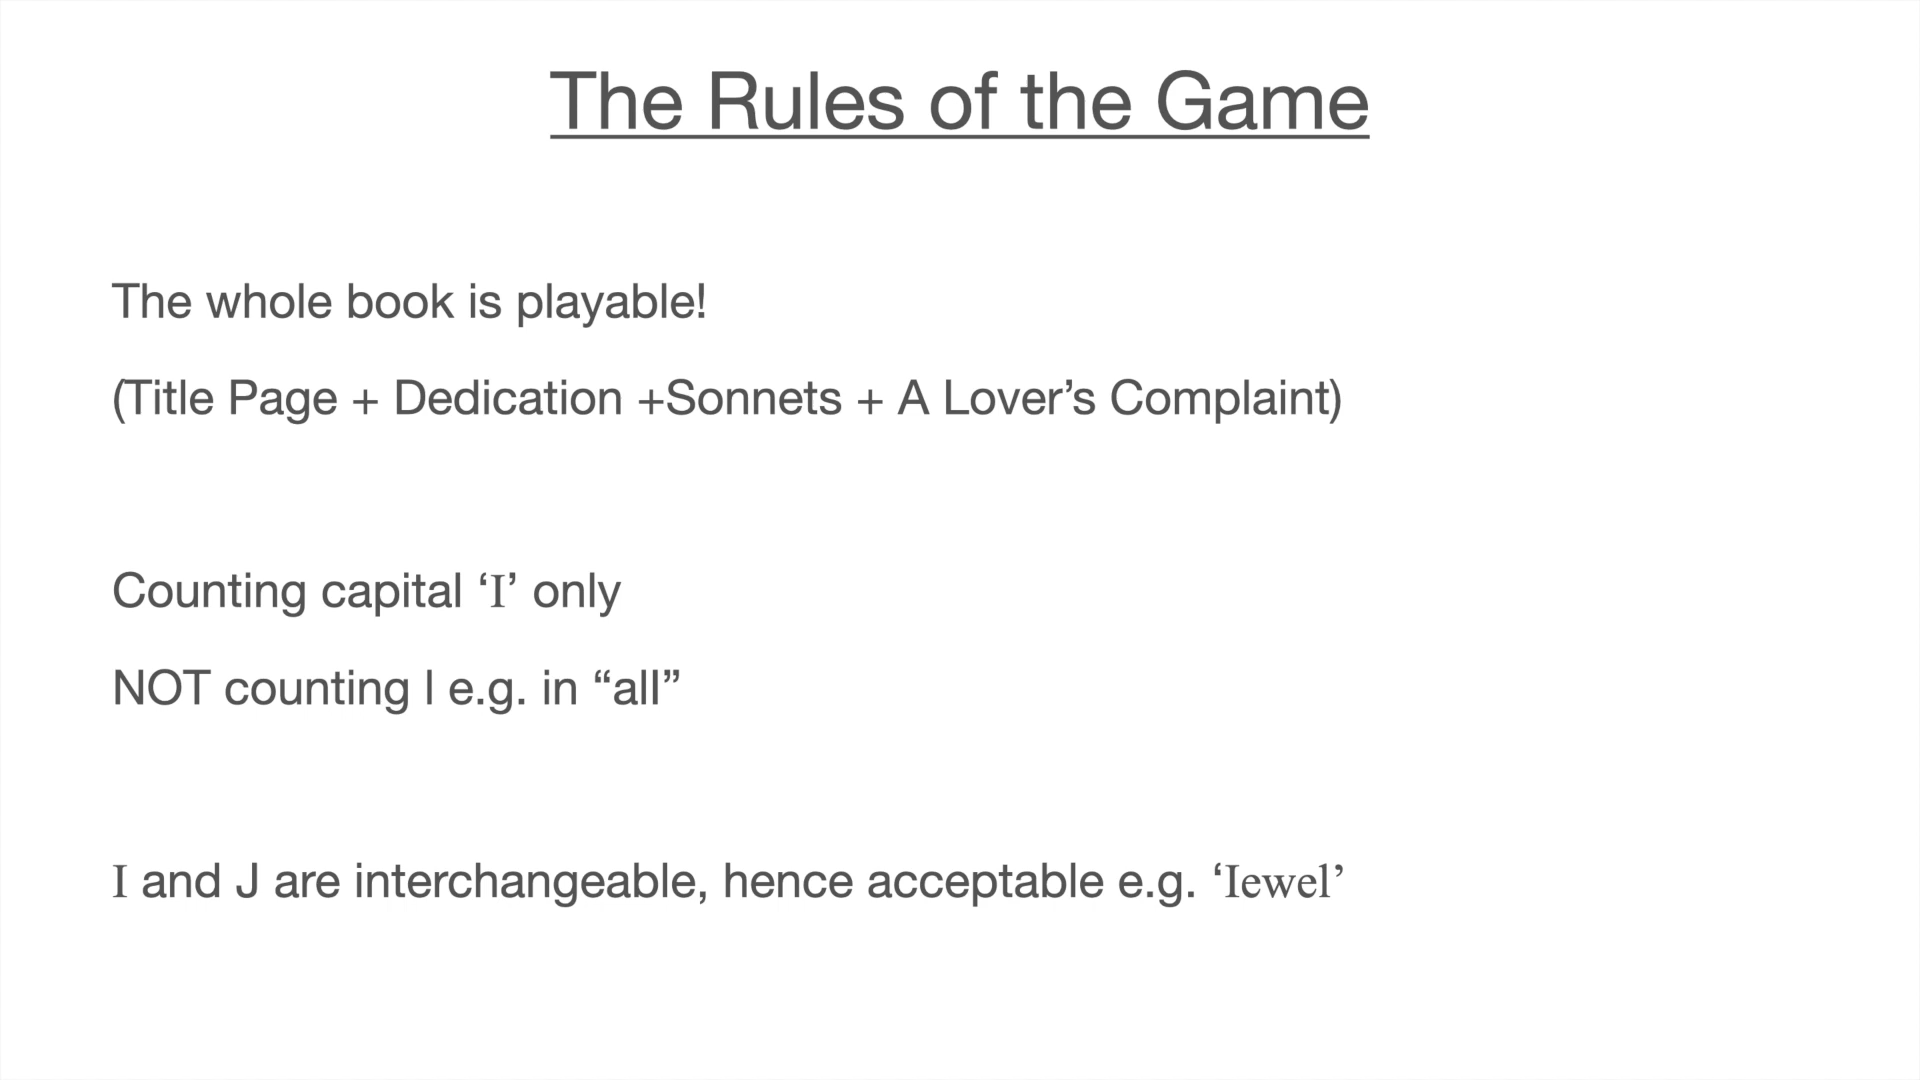 The Rules of the Game
The whole book is playable!
(Title Page + Dedication +Sonnets + A Lover’s Complaint)
Counting capital ‘I’ only
NOT counting l e.g. in “all”
I and J are interchangeable, hence acceptable e.g. ‘Iewel’